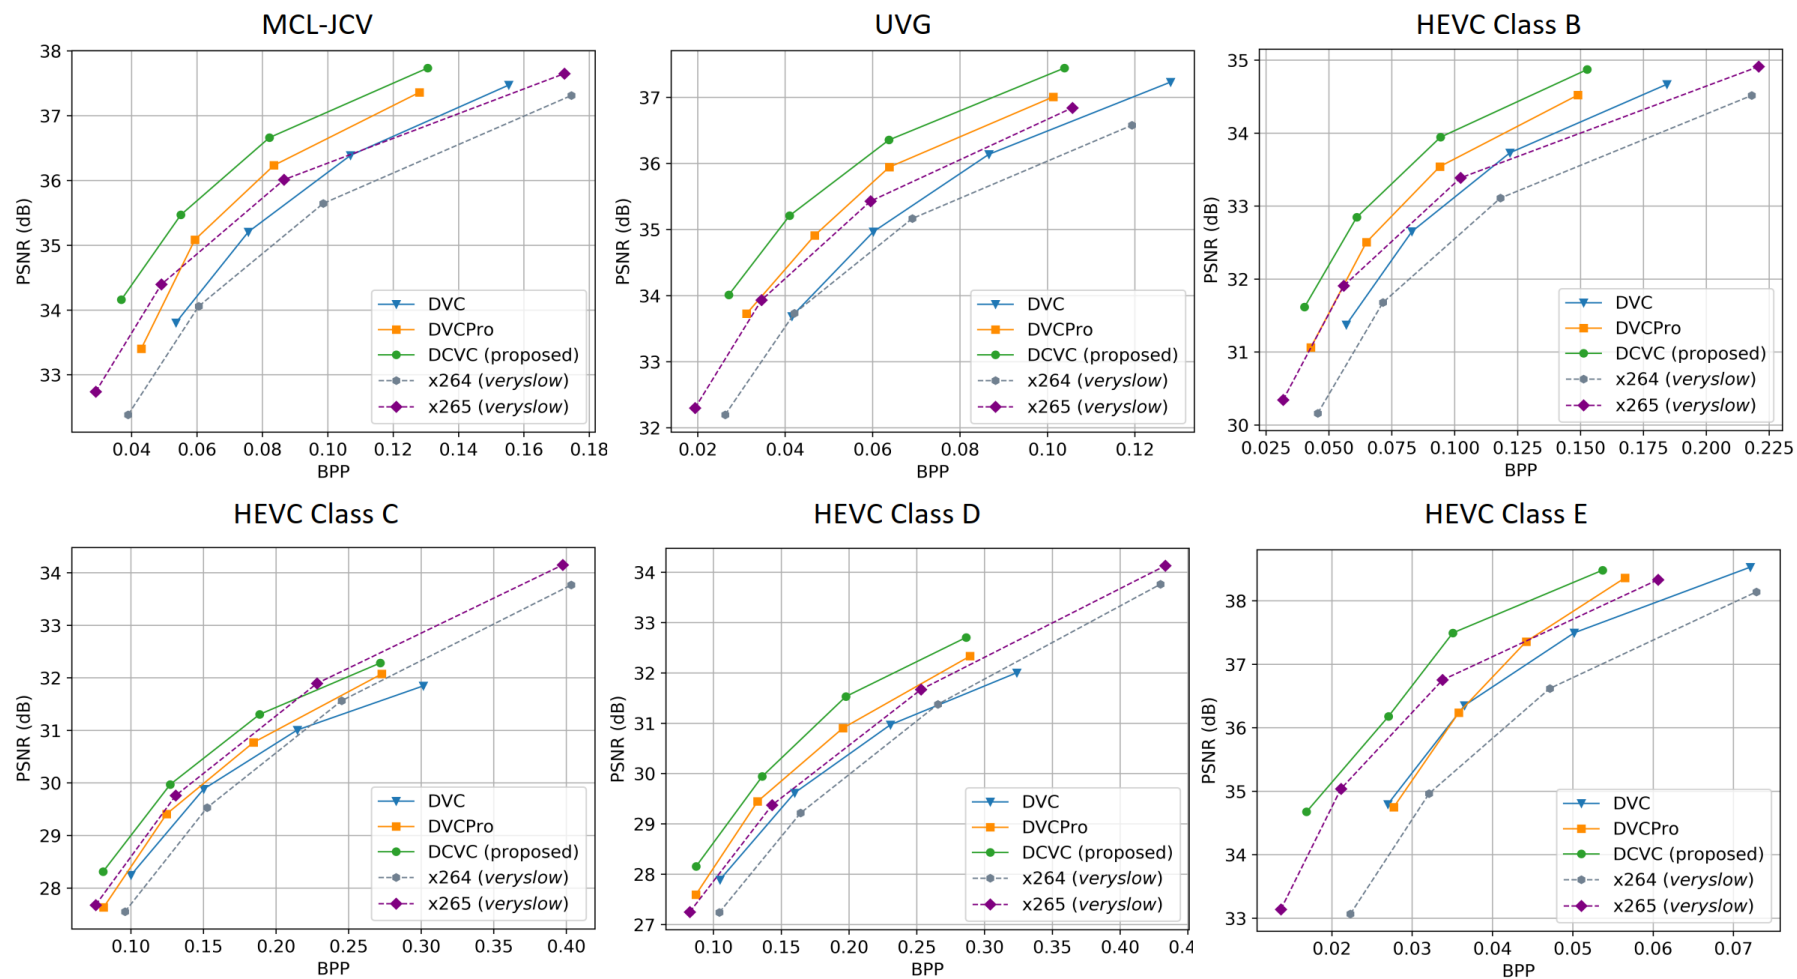 MCL-JCV
38
37
36
35
34
33
PSNR (dB)
0.04 0.06 0.08 0.10 0.12 0.14 0.16 0.18
BPP
DVC
DVCPro
DCVC (proposed)
x264 (veryslow)
x265 (veryslow)
UVG
37
36
35
34
33
32
PSNR (dB)
0.02 0.04 0.06 0.08 0.10 0.12
BPP
DVC
DVCPro
DCVC (proposed)
x264 (veryslow)
x265 (veryslow)
HEVC Class B
35
34
33
32
31
30
PSNR (dB)
0.025 0.050 0.075 0.100 0.125 0.150 0.175 0.200 0.225
BPP
DVC
DVCPro
DCVC (proposed)
x264 (veryslow)
x265 (veryslow)
HEVC Class C
34
33
32
31
30
29
28
PSNR (dB)
0.10 0.15 0.20 0.25 0.30 0.35 0.40
BPP
DVC
DVCPro
DCVC (proposed)
x264 (veryslow)
x265 (veryslow)
HEVC Class D
34
33
32
31
30
29
28
27
PSNR (dB)
0.10 0.15 0.20 0.25 0.30 0.35 0.40
BPP
DVC
DVCPro
DCVC (proposed)
x264 (veryslow)
x265 (veryslow)
HEVC Class E
38
37
36
35
34
33
PSNR (dB)
0.02 0.03 0.04 0.05 0.06 0.07
BPP
DVC
DVCPro
DCVC (proposed)
x264 (veryslow)
x265 (veryslow)